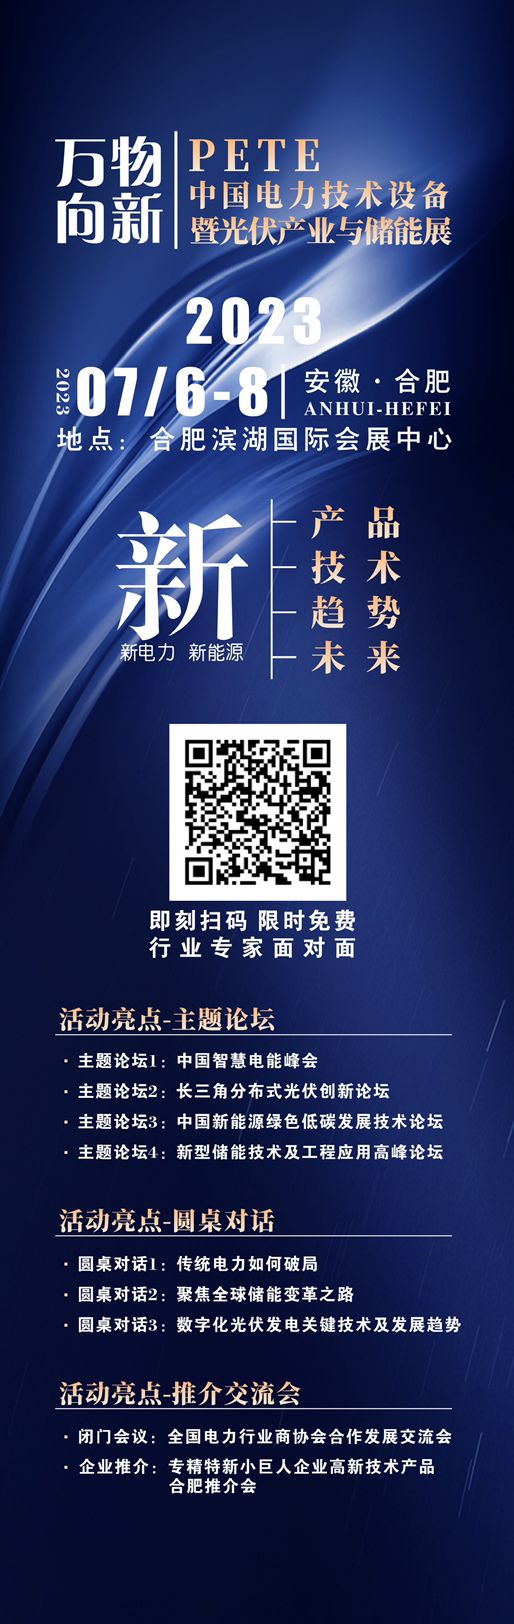 万物
向新
PETE
中国电力技术设备
暨光伏产业与储能展
2023
2023
07/6-8
安徽·合肥
ANHUI-HEFEI
地点：合肥滨湖国际会展中心
新
新电力 新能源
产品
技术
趋势
未来
即刻扫码 限时免费
行业专家面对面
活动亮点-主题论坛
· 主题论坛1：中国智慧电能峰会
· 主题论坛2：长三角分布式光伏创新论坛
· 主题论坛3：中国新能源绿色低碳发展技术论坛
· 主题论坛4：新型储能技术及工程应用高峰论坛
活动亮点-圆桌对话
· 圆桌对话1：传统电力如何破局
· 圆桌对话2：聚焦全球储能变革之路
· 圆桌对话3：数字化光伏发电关键技术及发展趋势
活动亮点-推介交流会
· 闭门会议：全国电力行业商协会合作发展交流会
· 企业推介：专精特新小巨人企业高新技术产品
合肥推介会